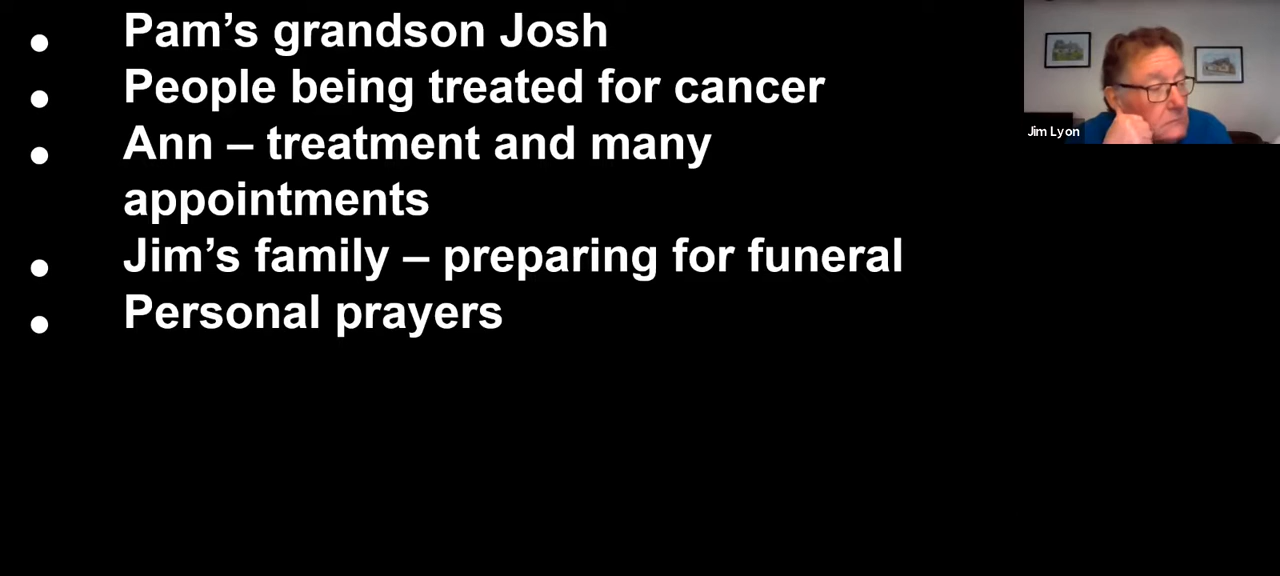 • Pam’s grandson Josh
• People being treated for cancer
• Ann – treatment and many
appointments
• Jim’s family – preparing for funeral
• Personal prayers
Jim Lyon